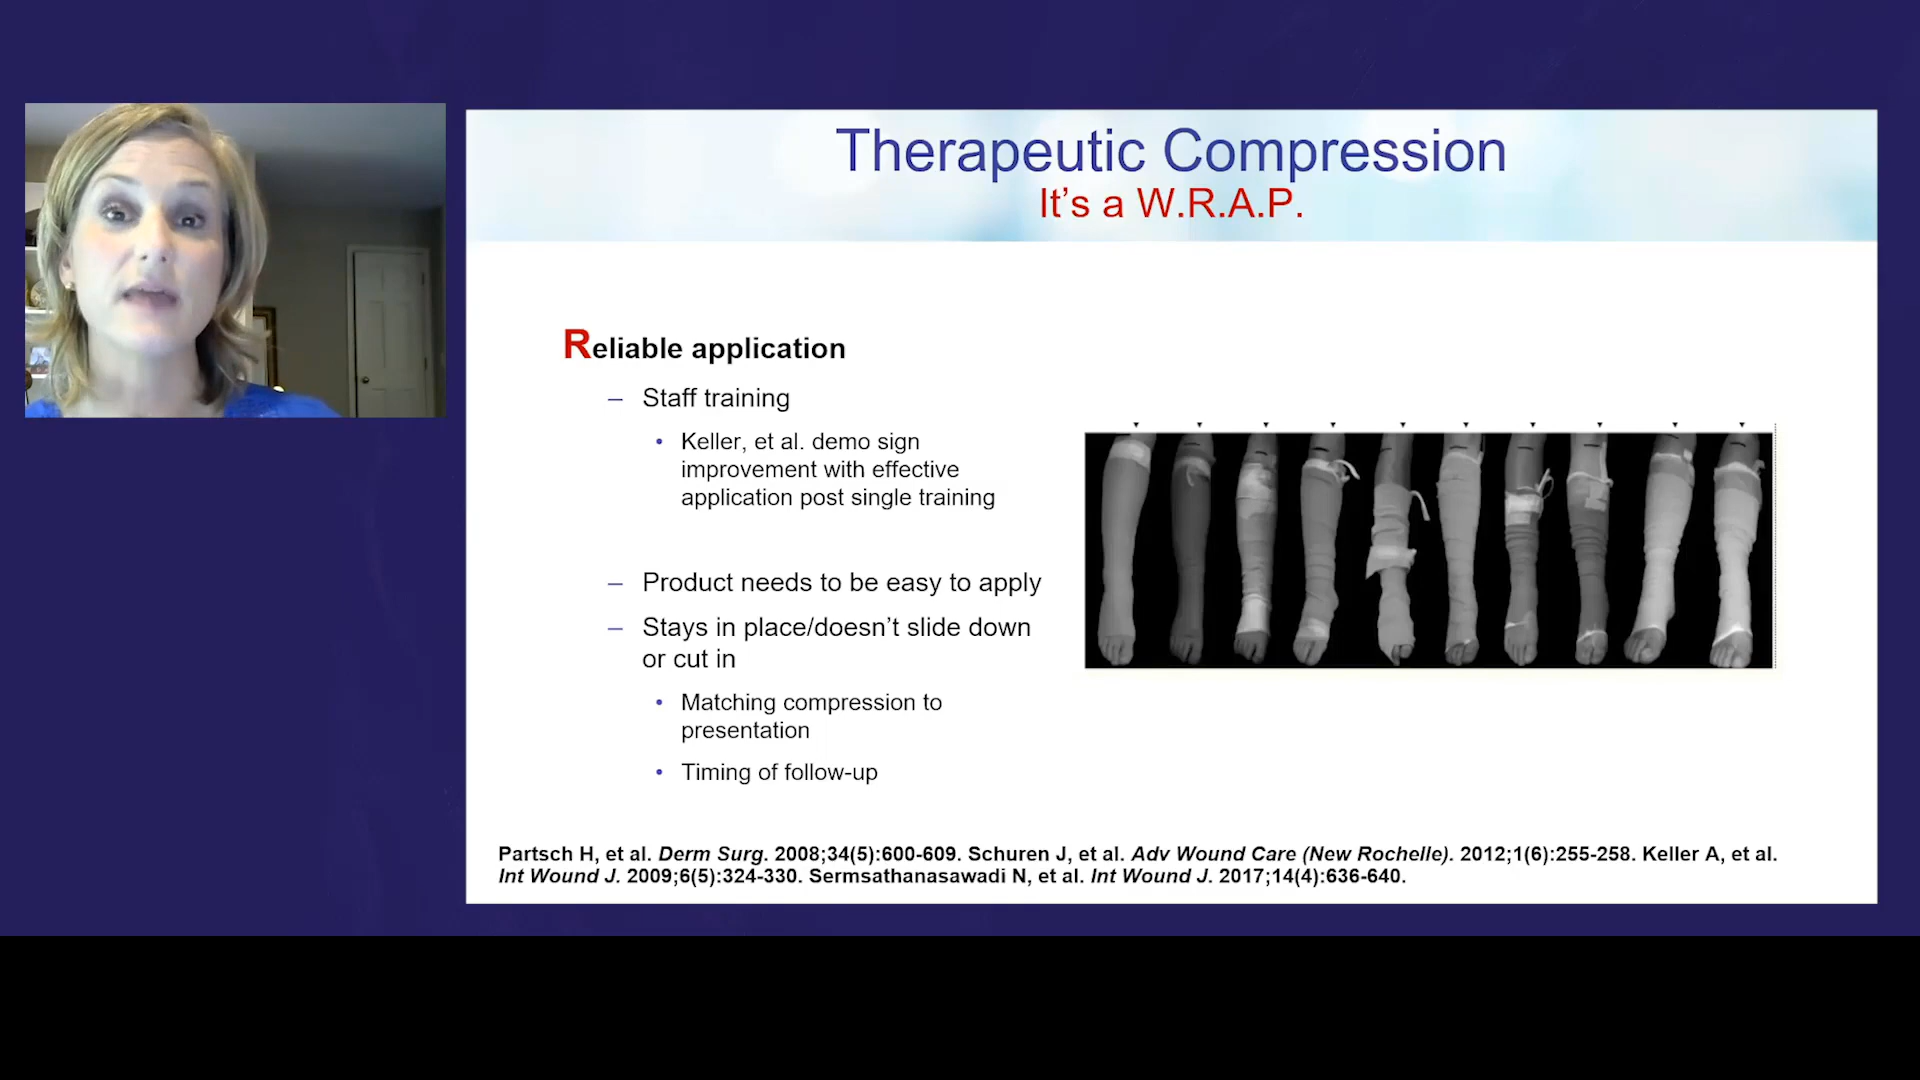 Therapeutic Compression
It's a W.R.A.P.
Reliable application
– Staff training
• Keller, et al. demo sign
improvement with effective
application post single training
– Product needs to be easy to apply
– Stays in place/doesn't slide down
or cut in
• Matching compression to
presentation
• Timing of follow-up
Partsch H, et al. Derm Surg. 2008;34(5):600-609. Schuren J, et al. Adv Wound Care (New Rochelle). 2012;1(6):255-258. Keller A, et al.
Int Wound J. 2009;6(5):324-330. Sermsathanasawadi N, et al. Int Wound J. 2017;14(4):636-640.